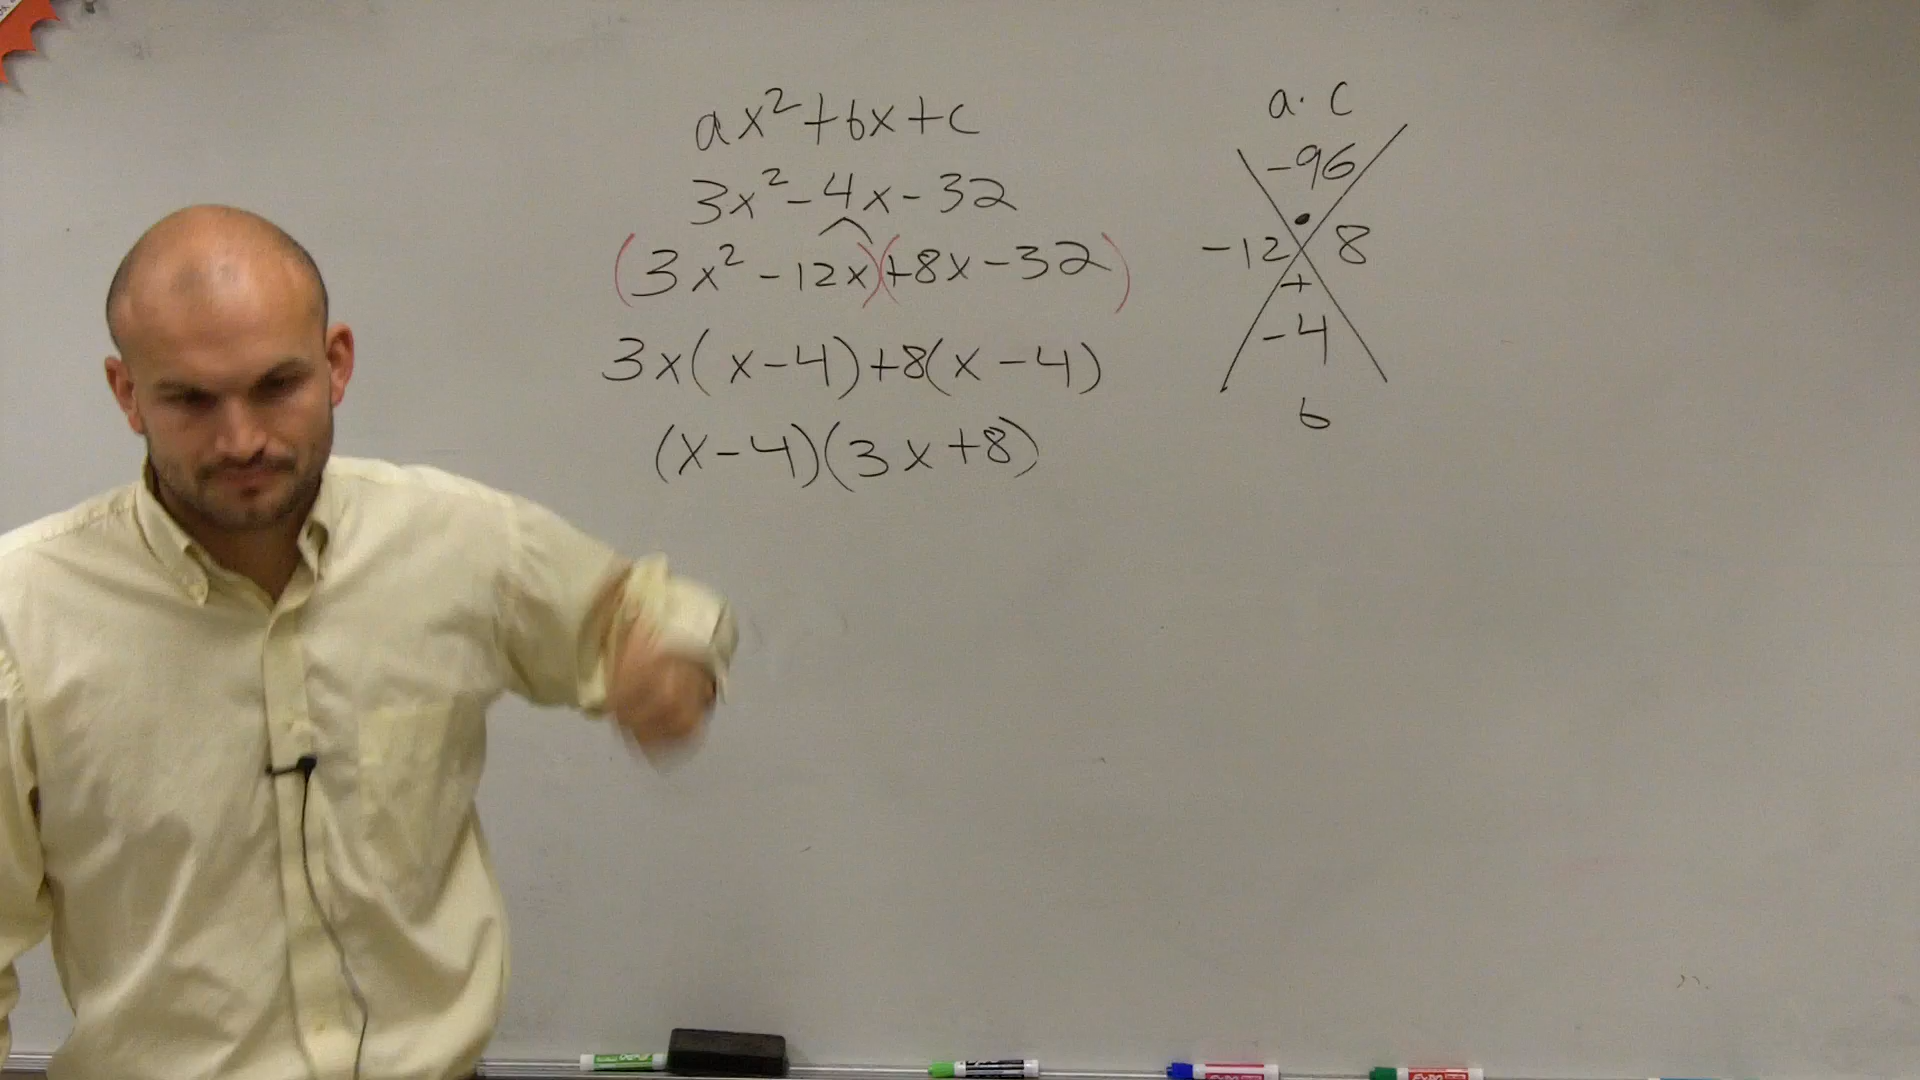 ax²+bx+c
3x²-4x-32
(3x²-12x)(+8x-32)
3x(x-4)+8(x-4)
(x-4)(3x+8)
a·c
-96
•
-12 8
+
-4
b